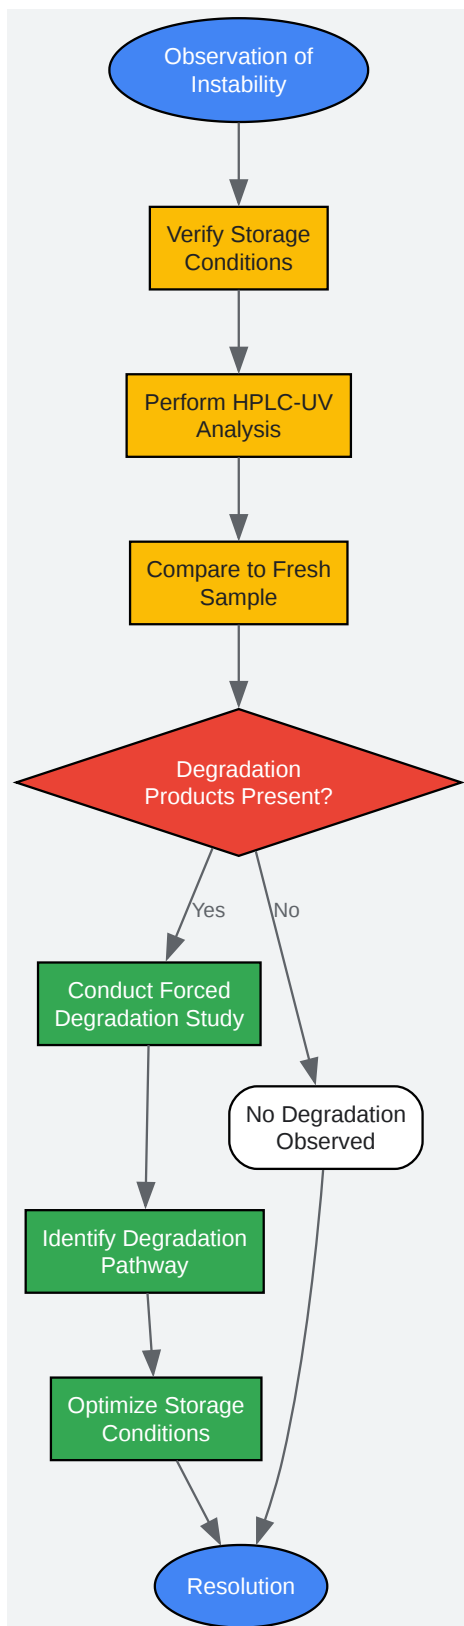 Observation of
Instability
Verify Storage
Conditions
Perform HPLC-UV
Analysis
Compare to Fresh
Sample
Degradation
Products Present?
Yes
No
Conduct Forced
Degradation Study
No Degradation
Observed
Identify Degradation
Pathway
Optimize Storage
Conditions
Resolution